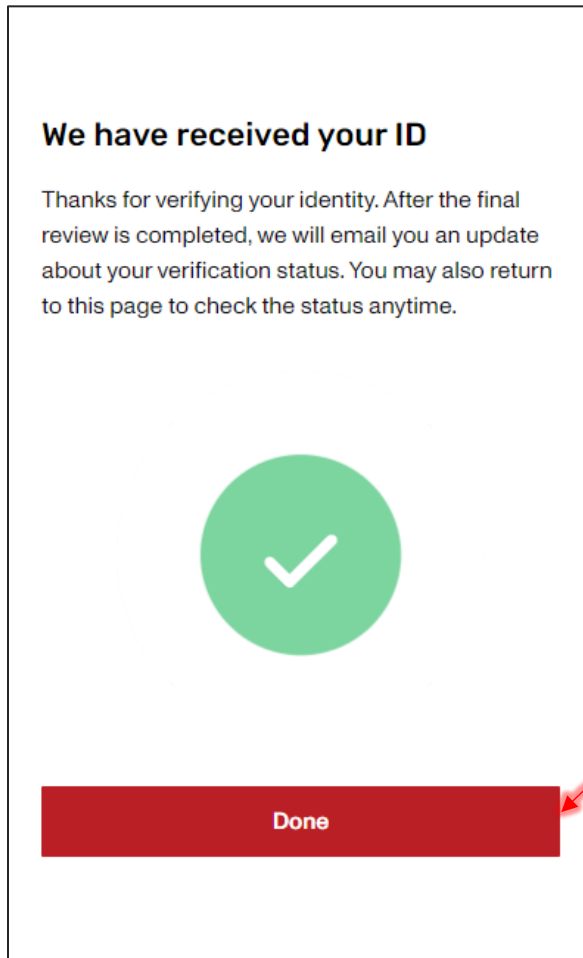 We have received your ID
Thanks for verifying your identity. After the final
review is completed, we will email you an update
about your verification status. You may also return
to this page to check the status anytime.
Done